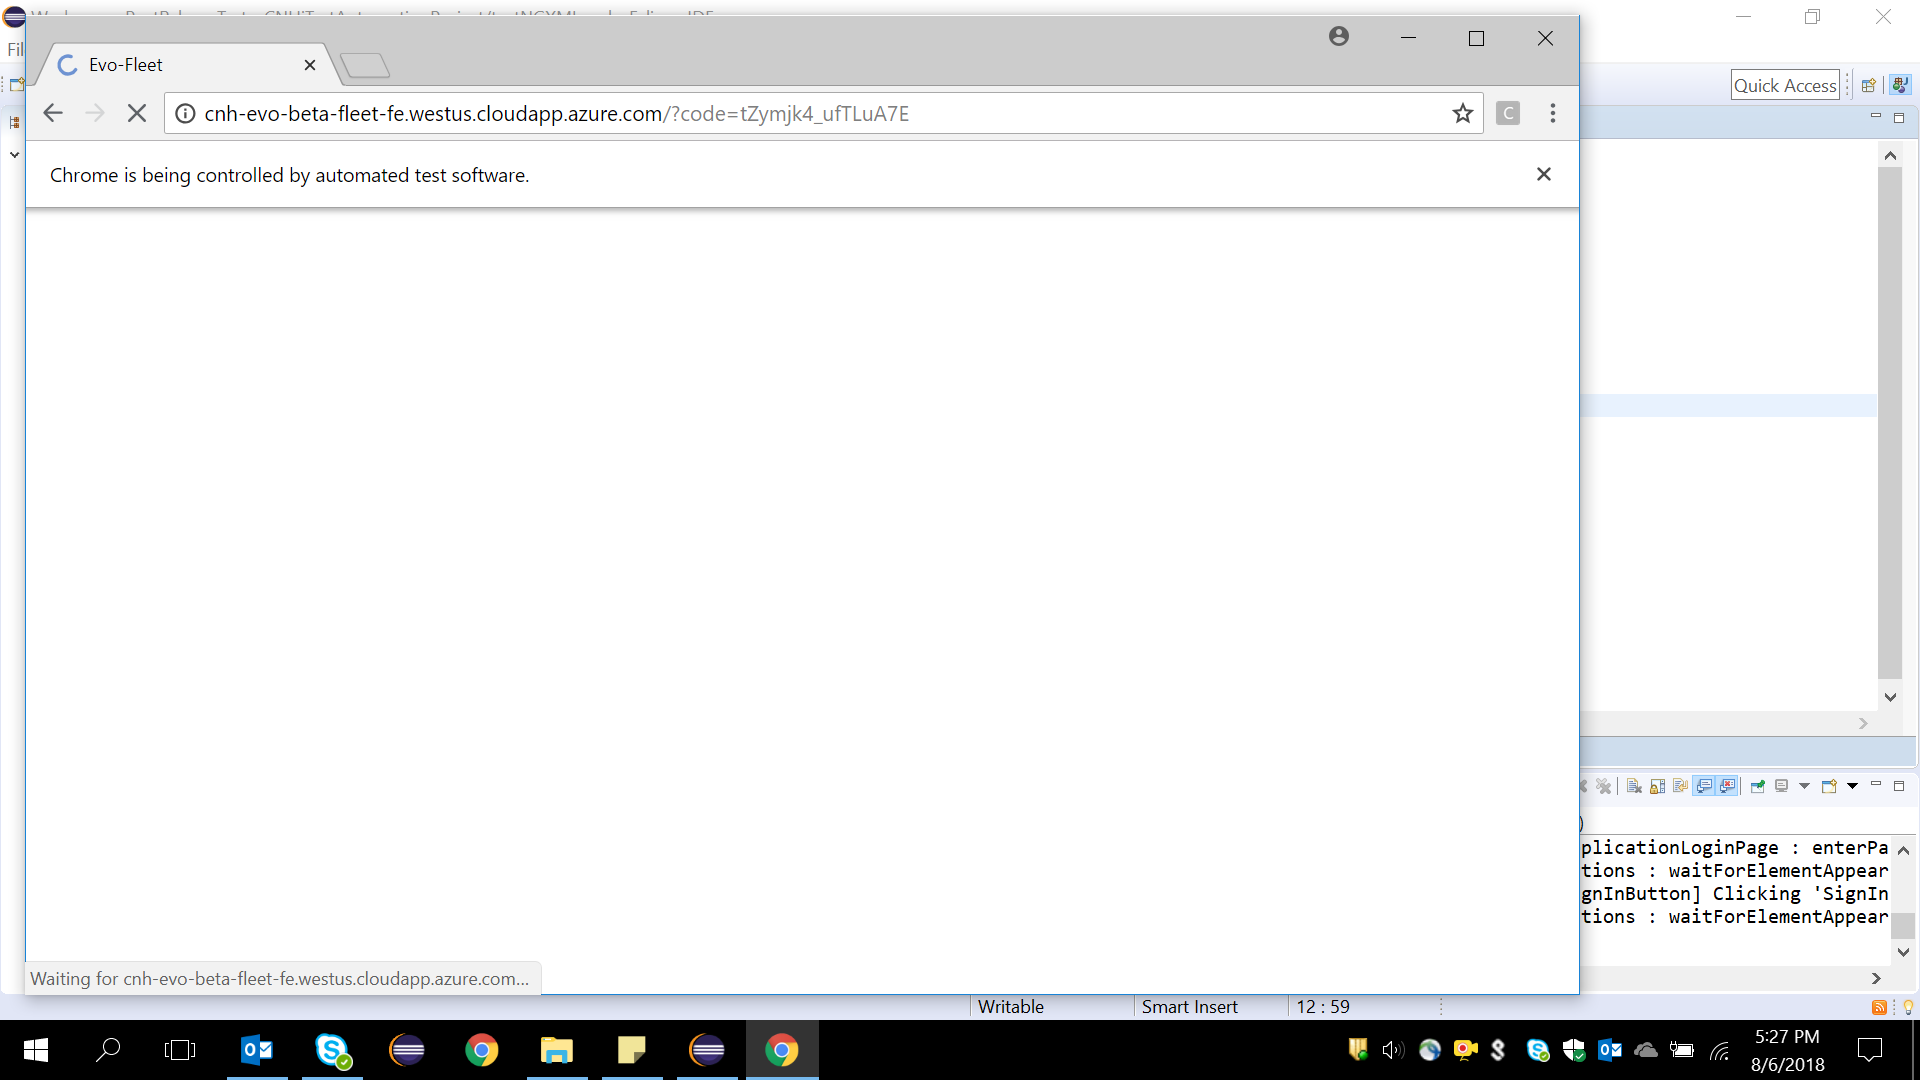 Evo-Fleet
cnh-evo-beta-fleet-fe.westus.cloudapp.azure.com/?code=tZymjk4_ufTLuA7E
C
Chrome is being controlled by automated test software.
Fil
Quick Access
)
plicationLoginPage : enterPa
tions : waitForElementAppear
gnInButton] Clicking 'SignIn
tions : waitForElementAppear
Waiting for cnh-evo-beta-fleet-fe.westus.cloudapp.azure.com...
Writable
Smart Insert
12 : 59
5:27 PM
8/6/2018